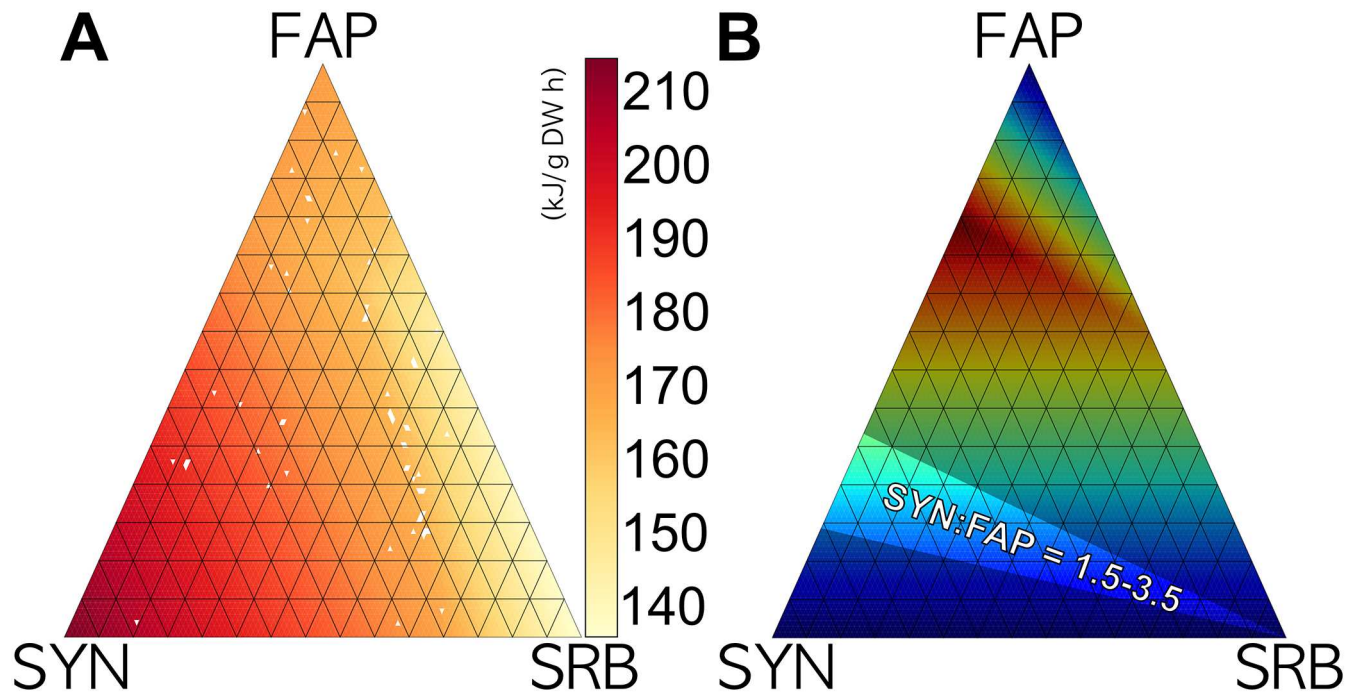 A
FAP
(kJ/g DW h)
210
200
190
180
170
160
150
140
SYN
SRB
B
FAP
SYN:FAP = 1.5-3.5
SYN
SRB